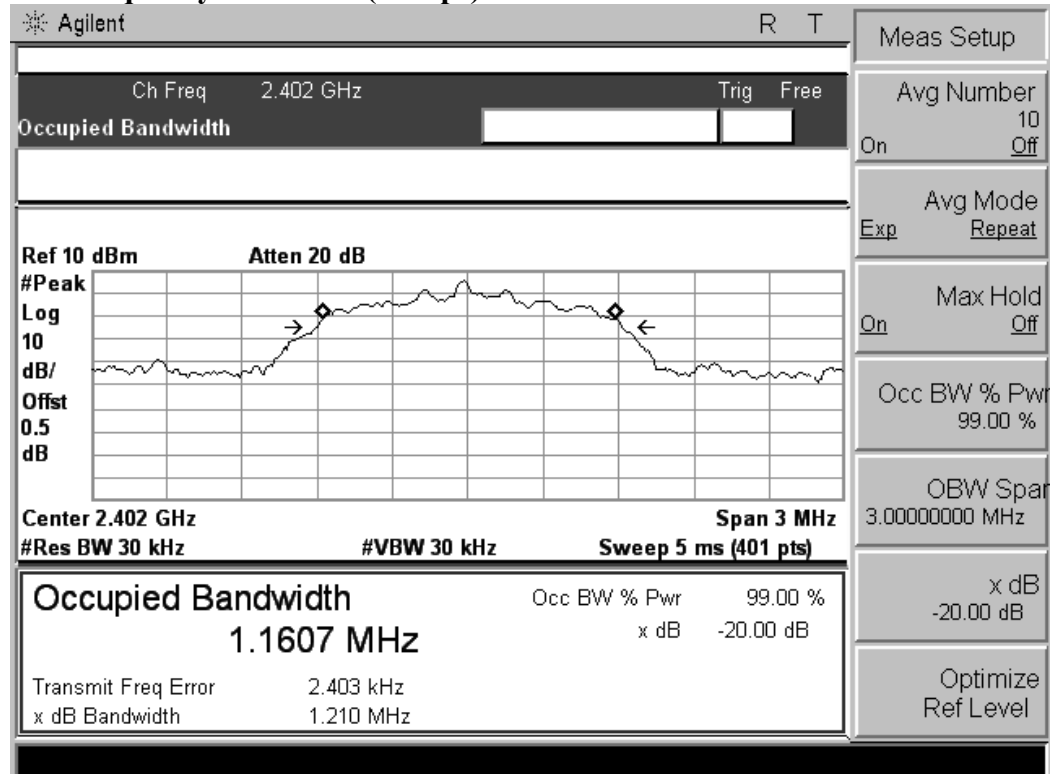 Agilent R T
Ch Freq 2.402 GHz Trig Free
Occupied Bandwidth
Ref 10 dBm Atten 20 dB
#Peak
Log
10
dB/
Offst
0.5
dB
Center 2.402 GHz Span 3 MHz
#Res BW 30 kHz #VBW 30 kHz Sweep 5 ms (401 pts)
Occupied Bandwidth
1.1607 MHz
Occ BW % Pwr 99.00 %
x dB -20.00 dB
Transmit Freq Error 2.403 kHz
x dB Bandwidth 1.210 MHz
Meas Setup
Avg Number
10
On Off
Avg Mode
Exp Repeat
Max Hold
On Off
Occ BW % Pwr
99.00 %
OBW Span
3.00000000 MHz
x dB
-20.00 dB
Optimize
Ref Level